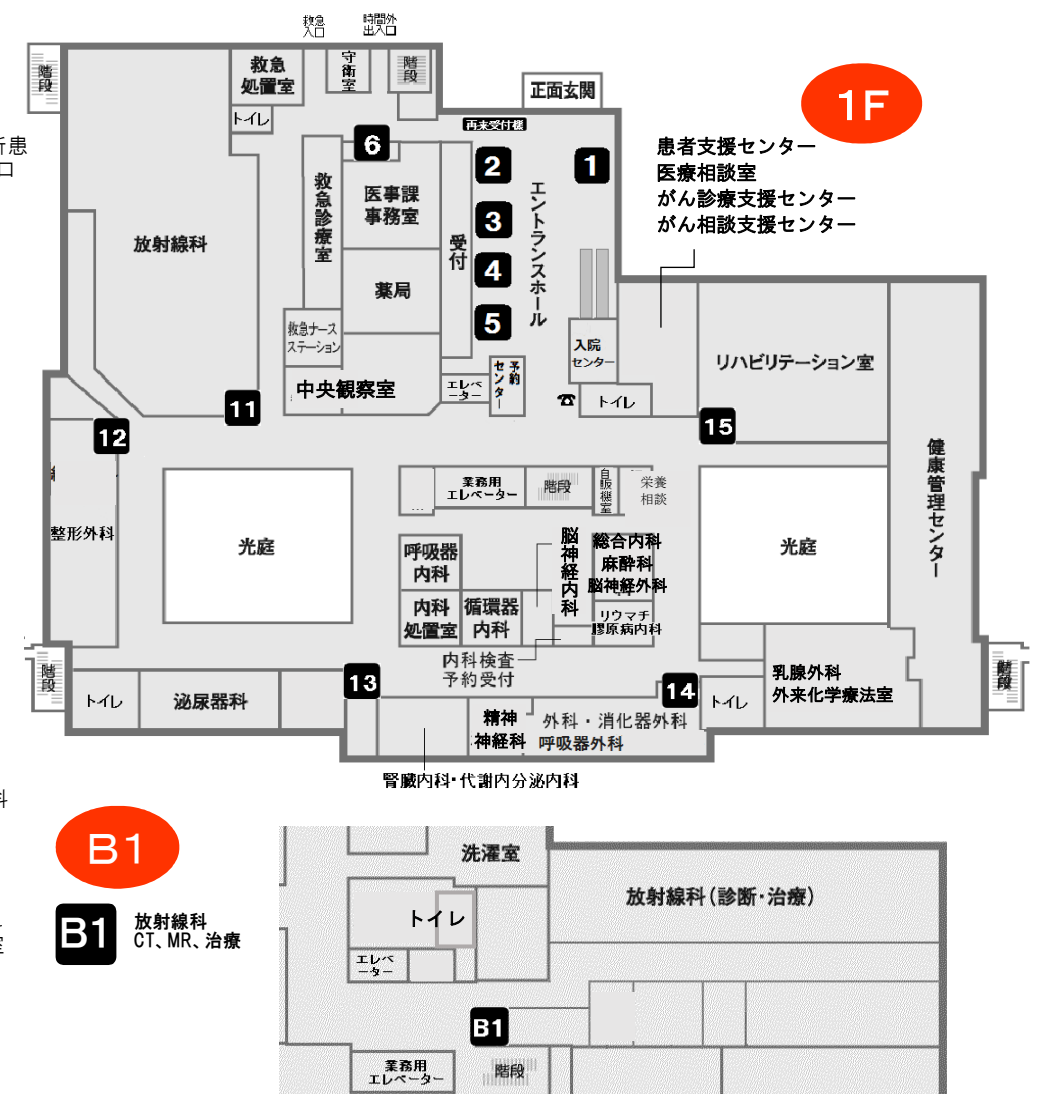 救急
入口
時間外
出入口
階段
救急
処置室
守衛室
階段
正面玄関
1F
トイレ
再来受付機
患者支援センター
医療相談室
がん診療支援センター
がん相談支援センター
新患
口
6
2
1
救急診療室
医事課
事務室
エントランスホール
受付
3
放射線科
4
薬局
5
救急ナース
ステーション
入院
センター
リハビリテーション室
中央観察室
エレベ
ーター
予約
センター
トイレ
11
12
15
健康管理センター
業務用
エレベーター
階段
自販機室
栄養
相談
整形外科
光庭
呼吸器
内科
脳神経内科
総合内科
麻酔科
脳神経外科
光庭
内科
処置室
循環器
内科
リウマチ
膠原病内科
内科検査
予約受付
階段
トイレ
泌尿器科
13
14
トイレ
乳腺外科
外来化学療法室
階段
精神
神経科
外科・消化器外科
呼吸器外科
腎臓内科・代謝内分泌内科
科
B1
B1
放射線科
CT、MR、治療
室
洗濯室
放射線科(診断・治療)
トイレ
エレベ
ーター
B1
業務用
エレベーター
階段